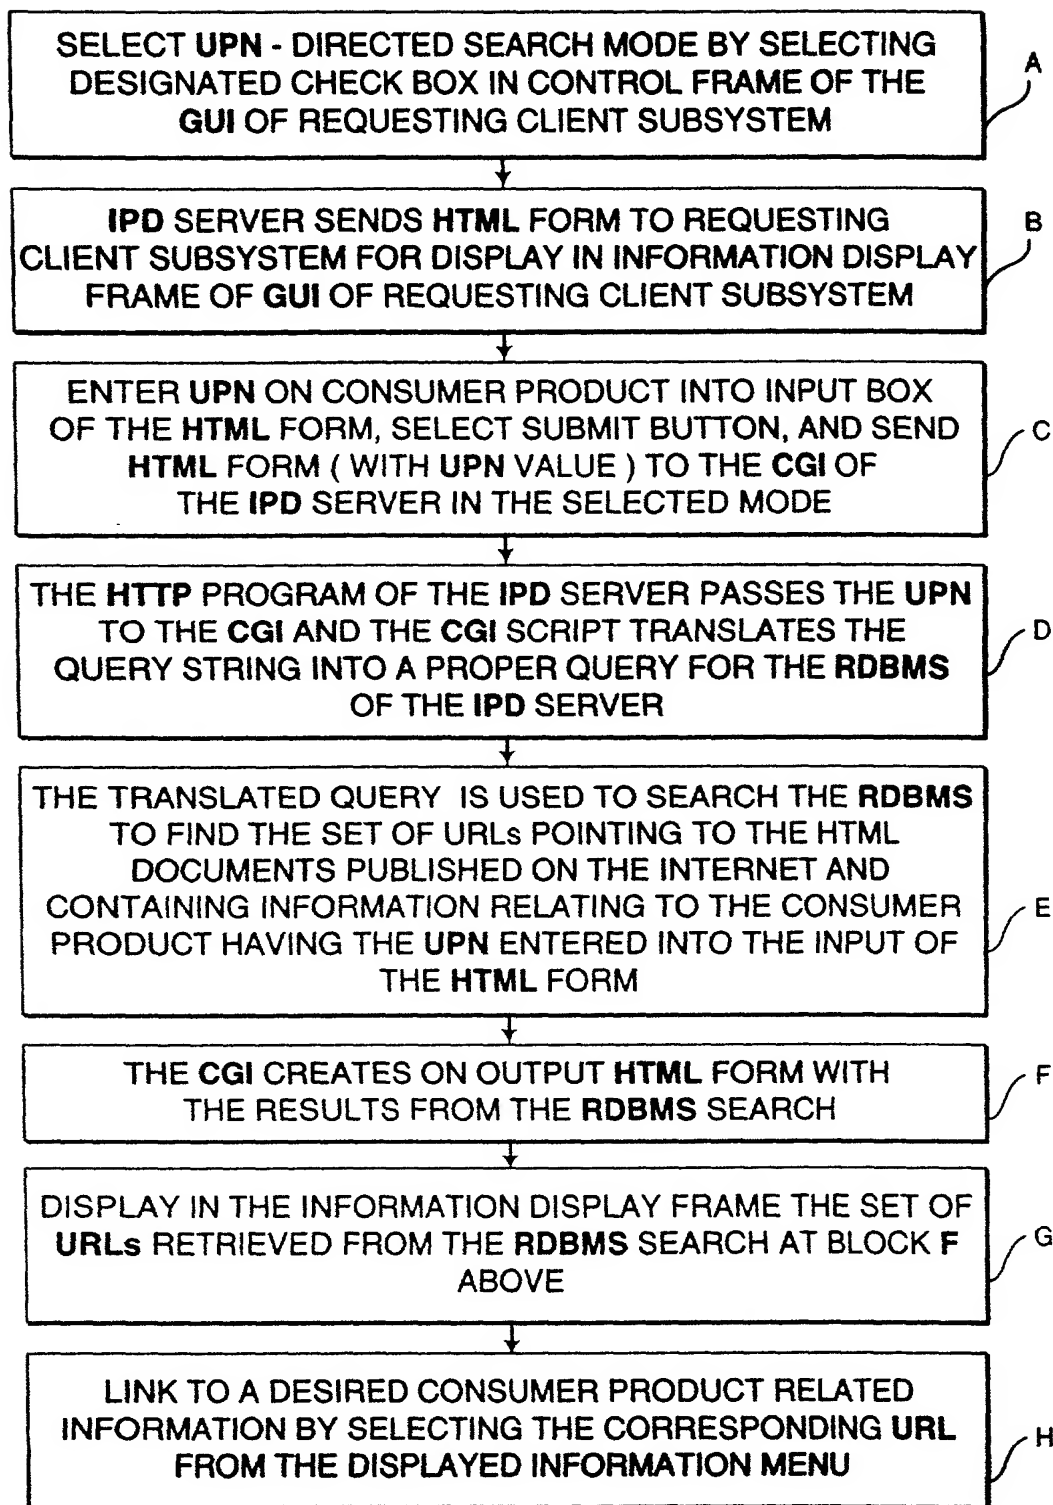 SELECT UPN - DIRECTED SEARCH MODE BY SELECTING
DESIGNATED CHECK BOX IN CONTROL FRAME OF THE
GUI OF REQUESTING CLIENT SUBSYSTEM
A
IPD SERVER SENDS HTML FORM TO REQUESTING
CLIENT SUBSYSTEM FOR DISPLAY IN INFORMATION DISPLAY
FRAME OF GUI OF REQUESTING CLIENT SUBSYSTEM
B
ENTER UPN ON CONSUMER PRODUCT INTO INPUT BOX
OF THE HTML FORM, SELECT SUBMIT BUTTON, AND SEND
HTML FORM ( WITH UPN VALUE ) TO THE CGI OF
THE IPD SERVER IN THE SELECTED MODE
C
THE HTTP PROGRAM OF THE IPD SERVER PASSES THE UPN
TO THE CGI AND THE CGI SCRIPT TRANSLATES THE
QUERY STRING INTO A PROPER QUERY FOR THE RDBMS
OF THE IPD SERVER
D
THE TRANSLATED QUERY IS USED TO SEARCH THE RDBMS
TO FIND THE SET OF URLs POINTING TO THE HTML
DOCUMENTS PUBLISHED ON THE INTERNET AND
CONTAINING INFORMATION RELATING TO THE CONSUMER
PRODUCT HAVING THE UPN ENTERED INTO THE INPUT OF
THE HTML FORM
E
THE CGI CREATES ON OUTPUT HTML FORM WITH
THE RESULTS FROM THE RDBMS SEARCH
F
DISPLAY IN THE INFORMATION DISPLAY FRAME THE SET OF
URLs RETRIEVED FROM THE RDBMS SEARCH AT BLOCK F
ABOVE
G
LINK TO A DESIRED CONSUMER PRODUCT RELATED
INFORMATION BY SELECTING THE CORRESPONDING URL
FROM THE DISPLAYED INFORMATION MENU
H